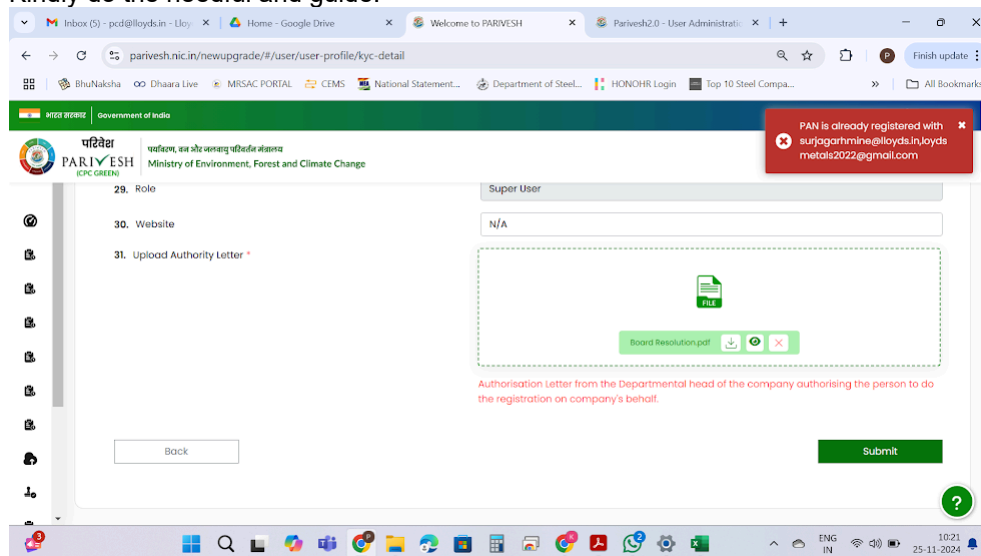 Kindly do the needful and guide.
Inbox (5) - pcd@lloyds.in - Lloy
Home - Google Drive
Welcome to PARIVESH
Parivesh2.0 - User Administratio
parivesh.nic.in/newupgrade/#/user/user-profile/kyc-detail
P
Finish update
BhuNaksha
Dhaara Live
MRSAC PORTAL
CEMS
National Statement...
Department of Steel...
HONOHR Login
Top 10 Steel Compa...
»
All Bookmarks
भारत सरकार
Government of India
परिवेश
PARIVESH
(CPC GREEN)
पर्यावरण, वन और जलवायु परिवर्तन मंत्रालय
Ministry of Environment, Forest and Climate Change
PAN is already registered with
surjagarhmine@lloyds.in,loyds
metals2022@gmail.com
29. Role
Super User
30. Website
N/A
31. Upload Authority Letter *
FILE
Board Resolution.pdf
Authorisation Letter from the Departmental head of the company authorising the person to do
the registration on company's behalf.
Back
Submit
?
3
ENG
IN
10:21
25-11-2024